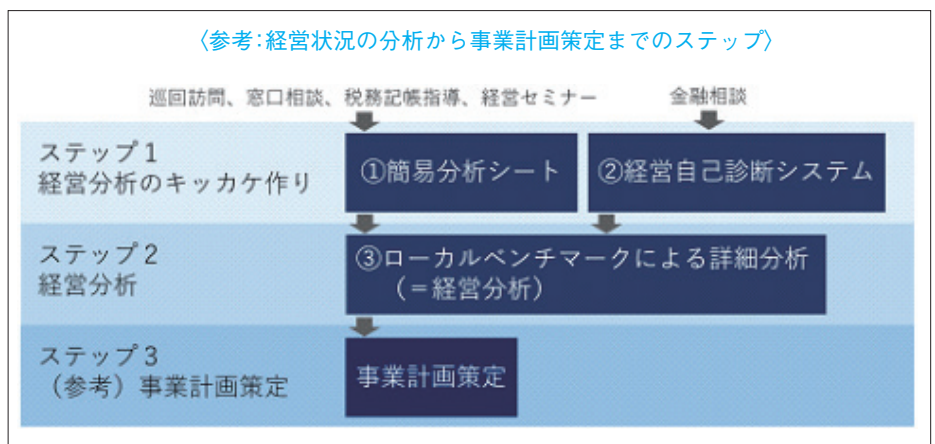 〈参考：経営状況の分析から事業計画策定までのステップ〉
巡回訪問、窓口相談、税務記帳指導、経営セミナー
金融相談
ステップ１
経営分析のキッカケ作り
①簡易分析シート
②経営自己診断システム
ステップ２
経営分析
③ローカルベンチマークによる詳細分析
（＝経営分析）
ステップ３
（参考）事業計画策定
事業計画策定